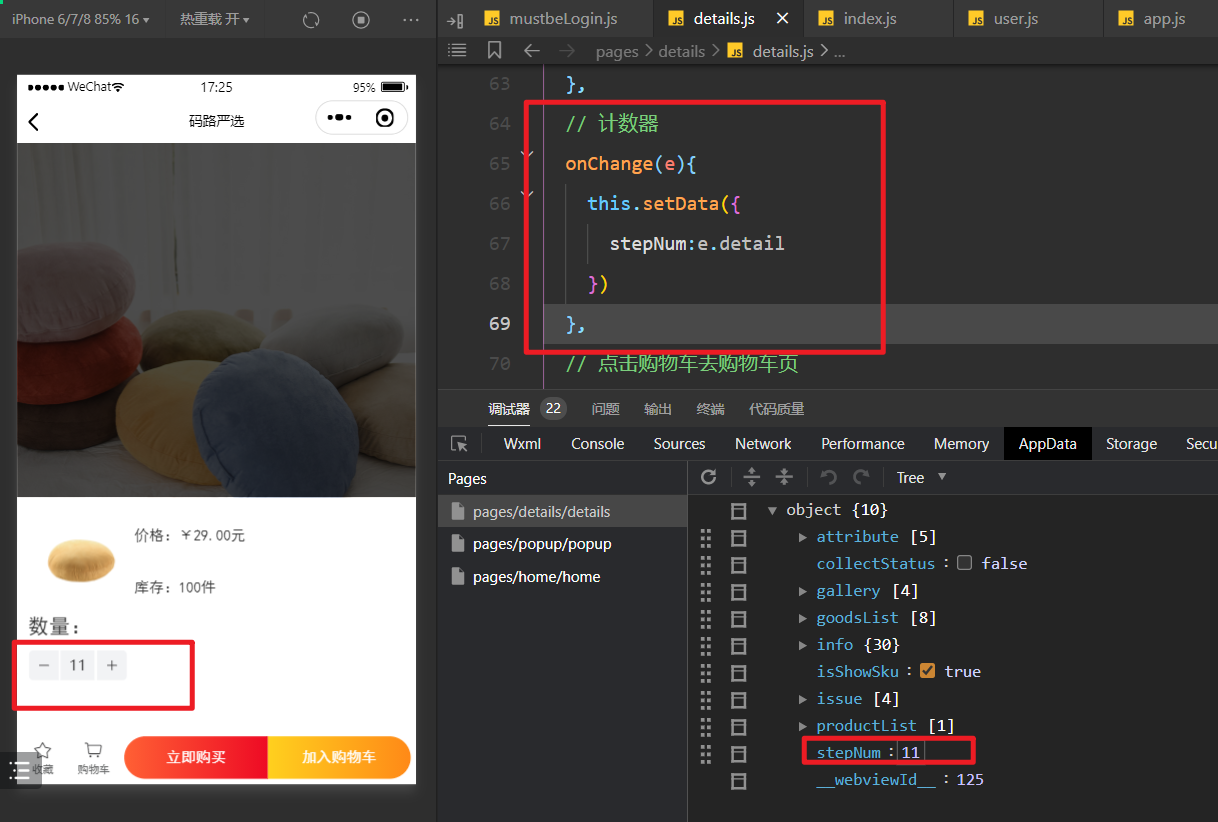 iPhone 6/7/8 85% 16 ▾ 热重载 开 ▾
mustbeLogin.js details.js index.js user.js app.js
pages > details > details.js > ...
WeChat 17:25 95%
码路严选
价格：￥29.00元
库存：100件
数量：
− 11 +
收藏 购物车 立即购买 加入购物车
63 },
64 // 计数器
65 onChange(e){
66 this.setData({
67 stepNum:e.detail
68 })
69 },
70 // 点击购物车去购物车页
调试器 22 问题 输出 终端 代码质量
Wxml Console Sources Network Performance Memory AppData Storage Secu
Pages
pages/details/details
pages/popup/popup
pages/home/home
Tree ▼
▼ object {10}
▶ attribute [5]
collectStatus : false
▶ gallery [4]
▶ goodsList [8]
▶ info {30}
isShowSku : true
▶ issue [4]
▶ productList [1]
stepNum : 11
__webviewId__ : 125